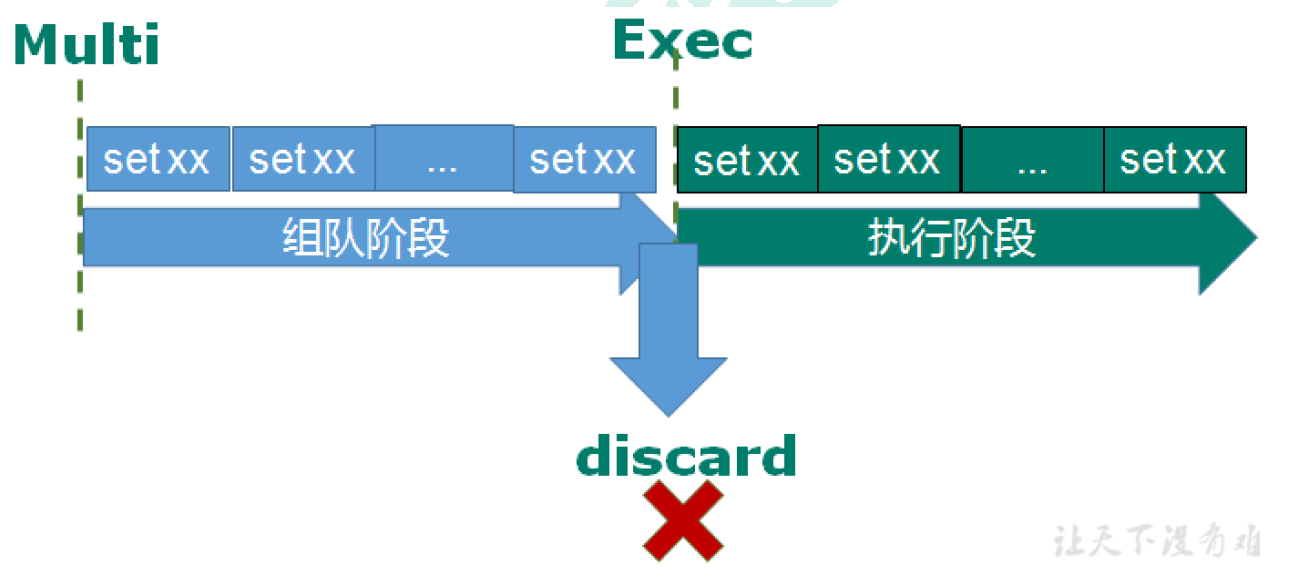 Multi
Exec
set xx set xx ... set xx set xx set xx ... set xx
组队阶段 执行阶段
discard
让天下没有难